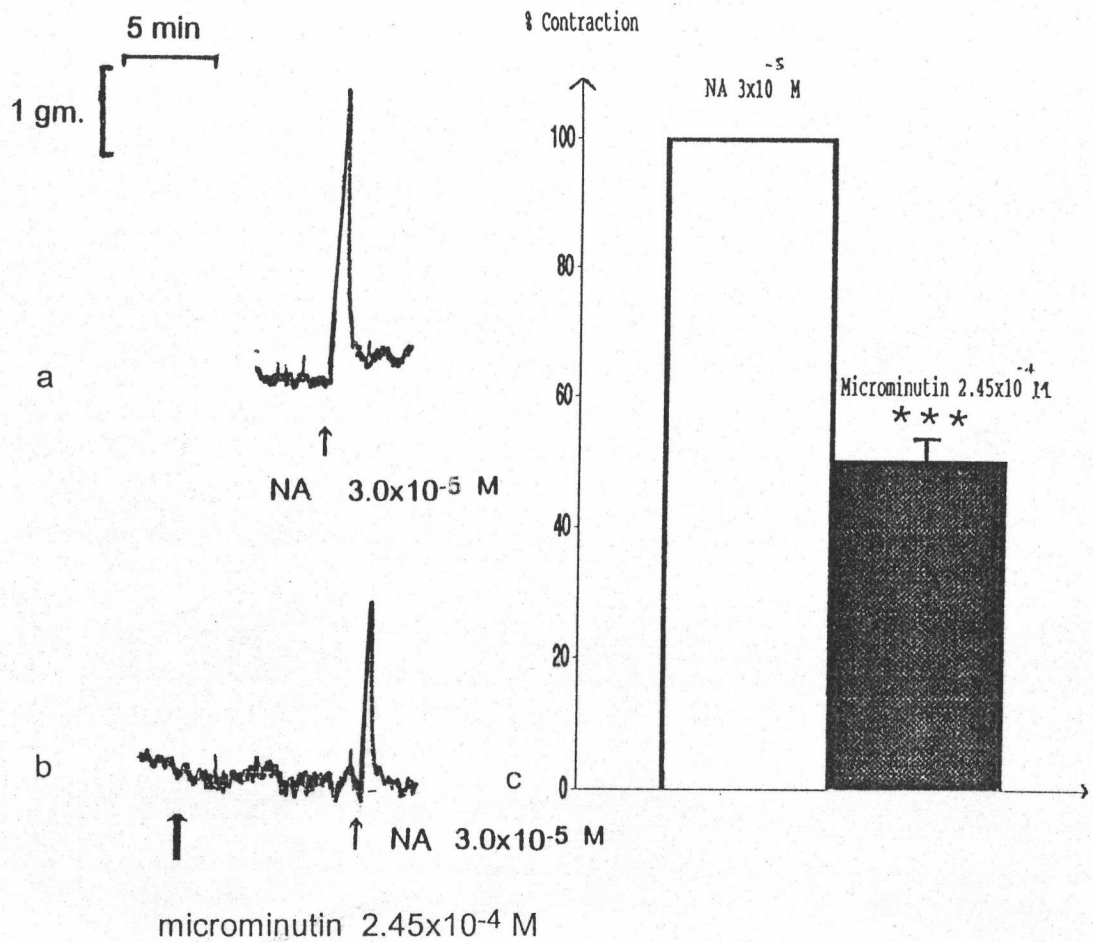 5 min
1 gm.
a
NA 3.0x10-5 M
b
NA 3.0x10-5 M
microminutin 2.45x10-4 M
% Contraction
NA 3x10-5 M
100
80
Microminutin 2.45x10-4 M
60
***
40
20
c
0